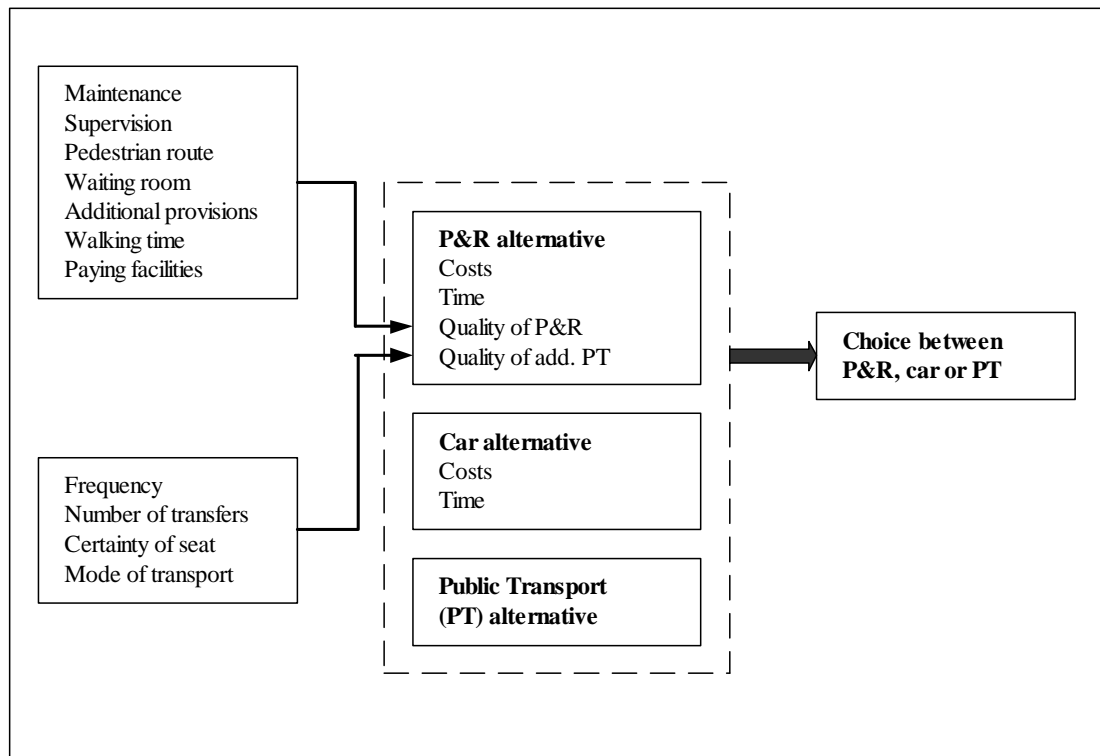 Maintenance
Supervision
Pedestrian route
Waiting room
Additional provisions
Walking time
Paying facilities
Frequency
Number of transfers
Certainty of seat
Mode of transport
P&R alternative
Costs
Time
Quality of P&R
Quality of add. PT
Car alternative
Costs
Time
Public Transport
(PT) alternative
Choice between
P&R, car or PT